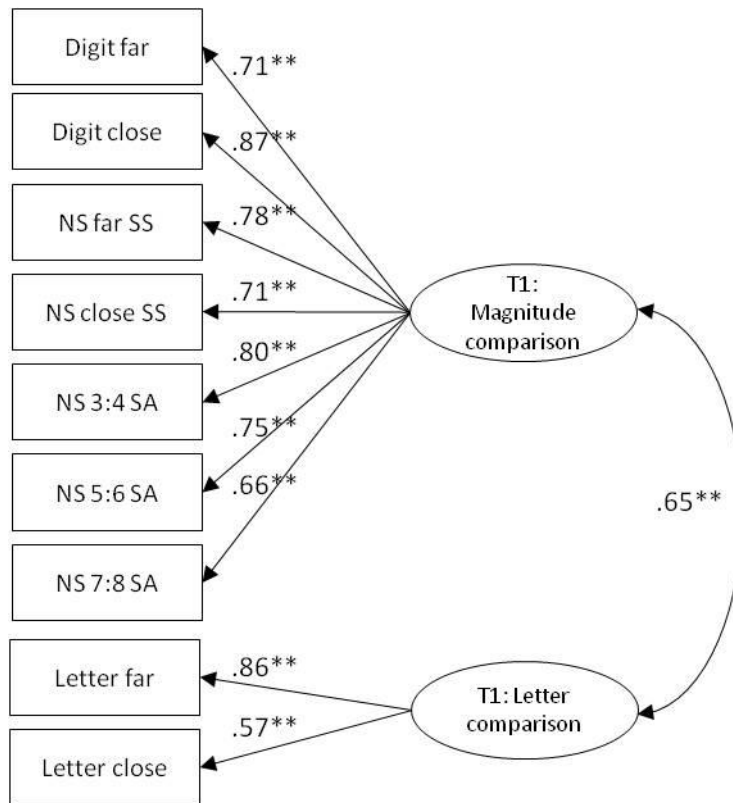 Digit far
.71**
Digit close
.87**
NS far SS
.78**
NS close SS
.71**
T1:
Magnitude
comparison
NS 3:4 SA
.80**
NS 5:6 SA
.75**
.66**
.65**
NS 7:8 SA
Letter far
.86**
T1: Letter
comparison
Letter close
.57**